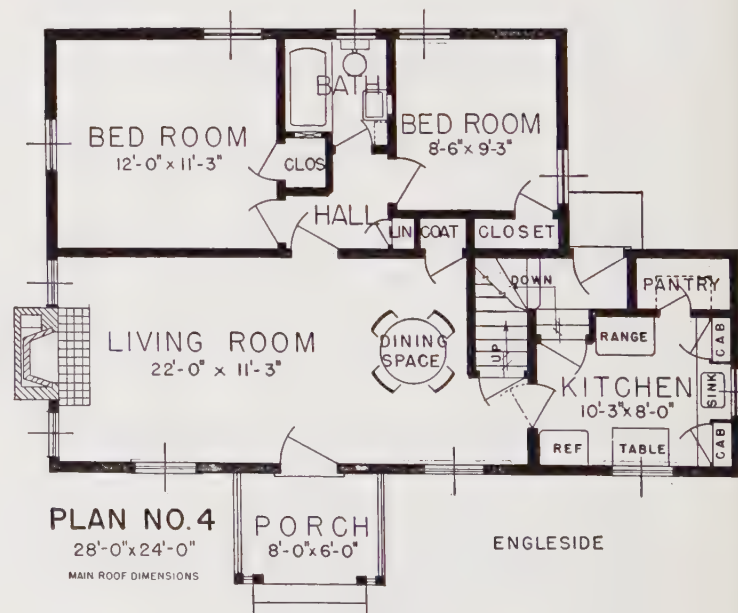 BATH
BED ROOM
12'-0" x 11'-3"
BED ROOM
8'-6" x 9'-3"
CLOS
HALL
LIN
COAT
CLOSET
DOWN
PANTRY
LIVING ROOM
22'-0" x 11'-3"
DINING
SPACE
UP
RANGE
CAB
KITCHEN
10'-3" x 8'-0"
SINK
REF
TABLE
CAB
PLAN NO. 4
28'-0" x 24'-0"
MAIN ROOF DIMENSIONS
PORCH
8'-0" x 6'-0"
ENGLESIDE